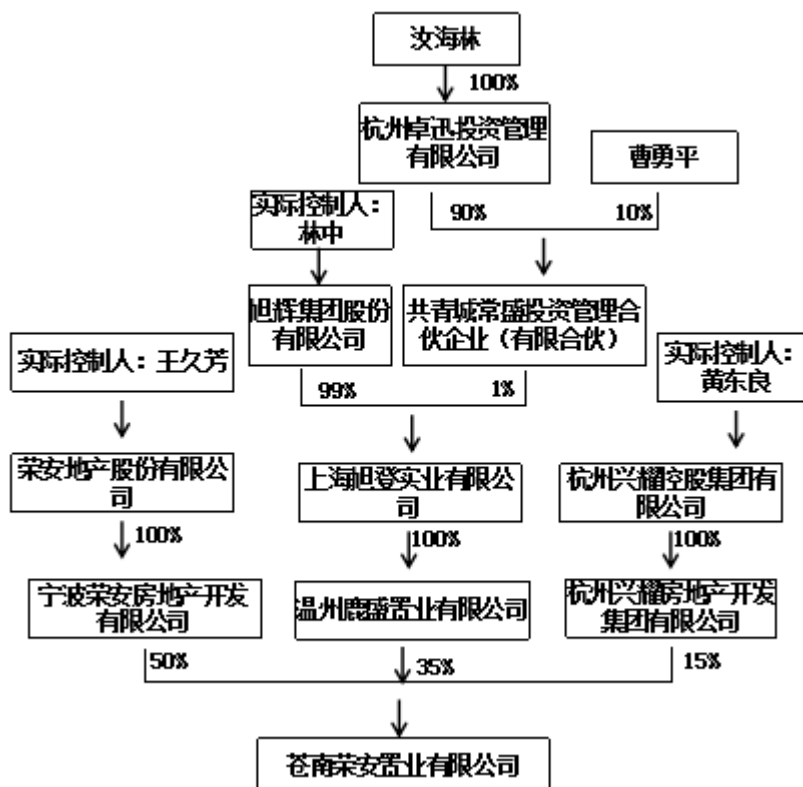 汝海林
100%
杭州卓迅投资管理
有限公司
曹勇平
实际控制人：
林中
90%
10%
旭辉集团股份
有限公司
共青城常盛投资管理合
伙企业（有限合伙）
实际控制人：王久芳
实际控制人：
黄东良
99%
1%
荣安地产股份有限公
司
上海旭登实业有限公
司
杭州兴耀控股集团有
限公司
100%
100%
100%
宁波荣安房地产开发
有限公司
温州鹿盛置业有限公司
杭州兴耀房地产开发
集团有限公司
50%
35%
15%
苍南荣安置业有限公司